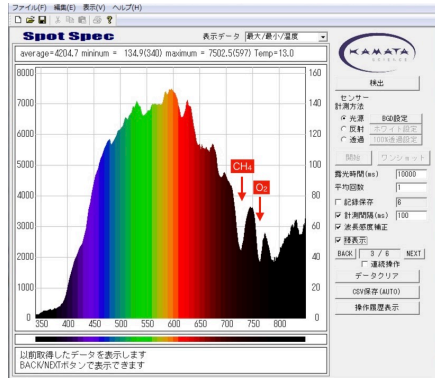 ファイル(F) 編集(E) 表示(V) ヘルプ(H)
Spot Spec
表示データ 最大/最小/温度
average=4204.7 mininum = 134.9(340) maximum = 7502.5(597) Temp=13.0
8000
7000
6000
5000
4000
3000
2000
1000
0
160
140
120
100
80
60
40
20
0
CH4
O2
350 400 450 500 550 600 650 700 750 800
以前取得したデータを表示します
BACK/NEXTボタンで表示できます
KAMATA
SCIENCE
検出
センサー
計測方法
光源 BGD設定
反射 ホワイト設定
透過 100%透過設定
開始 ワンショット
露光時間(ms) 10000
平均回数 1
記録保存 6
計測間隔(ms) 100
波長感度補正
線表示
BACK 3 / 6 NEXT
連続操作
データクリア
CSV保存(AUTO)
操作履歴表示